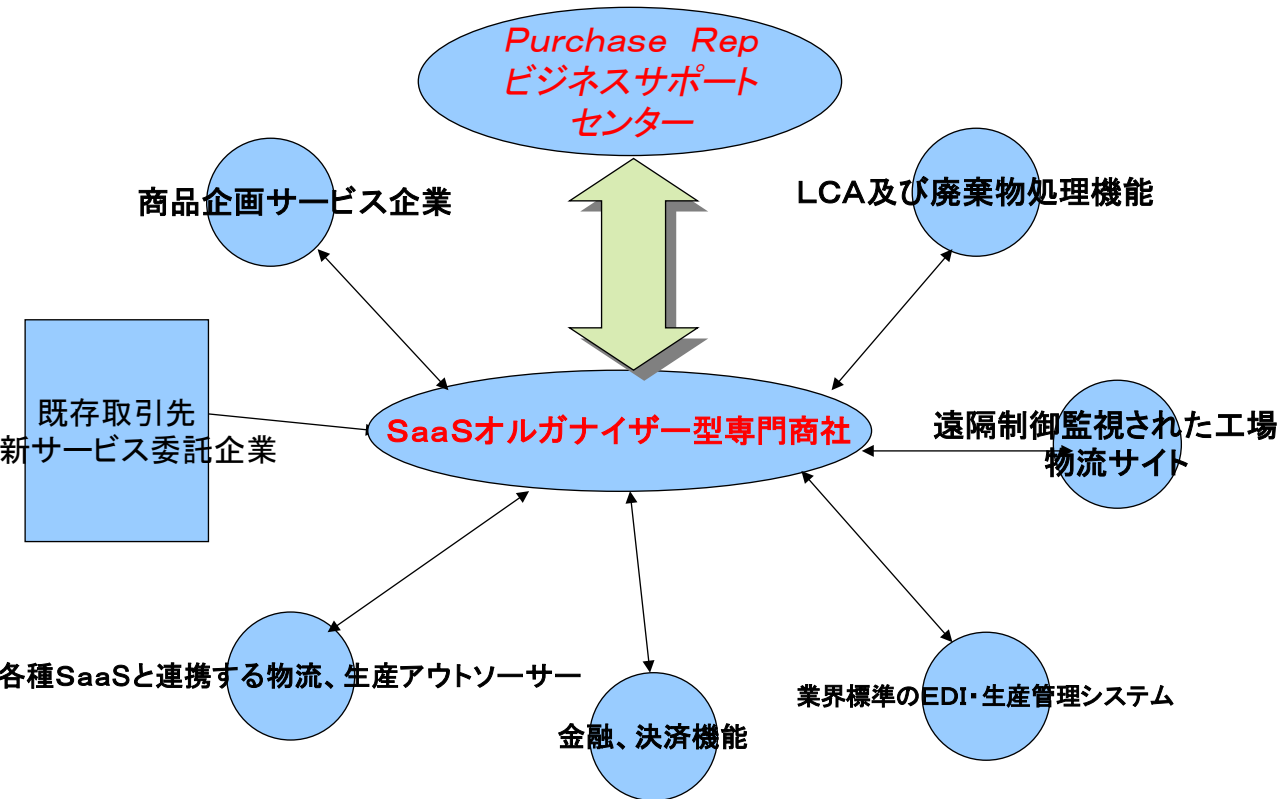 Purchase Rep
ビジネスサポート
センター
商品企画サービス企業
LCA及び廃棄物処理機能
既存取引先
新サービス委託企業
SaaSオルガナイザー型専門商社
遠隔制御監視された工場
物流サイト
各種SaaSと連携する物流、生産アウトソーサー
金融、決済機能
業界標準のEDI・生産管理システム